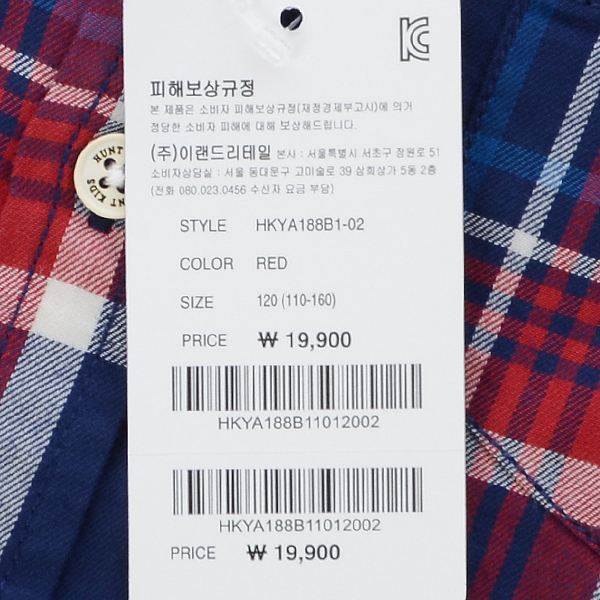 피해보상규정
본 제품은 소비자 피해보상규정(재정경제부고시)에 의거
정당한 소비자 피해에 대해 보상해드립니다.
(주)이랜드리테일 본사 : 서울특별시 서초구 잠원로 51
소비자상담실 : 서울 동대문구 고미술로 39 삼희상가 5동 2층
(전화 080.023.0456 수신자 요금 부담)
STYLE HKYA188B1-02
COLOR RED
SIZE 120 (110-160)
PRICE ₩ 19,900
HKYA188B11012002
HKYA188B11012002
PRICE ₩ 19,900
HUNT KIDS